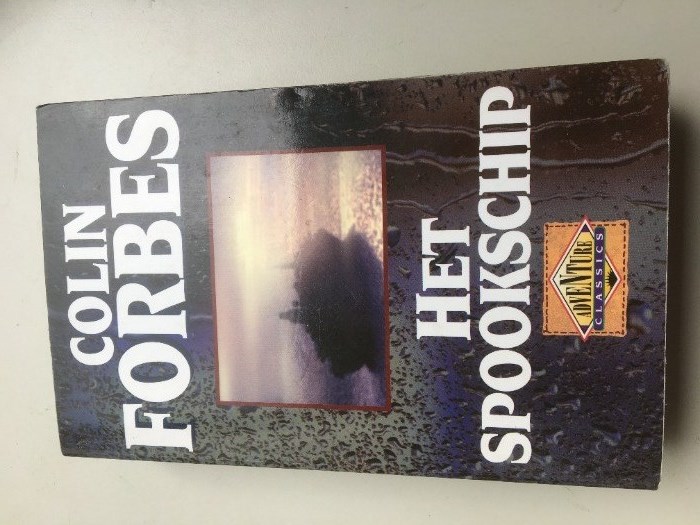 COLIN
FORBES
HET
SPOOKSCHIP
ADVENTURE
CLASSICS